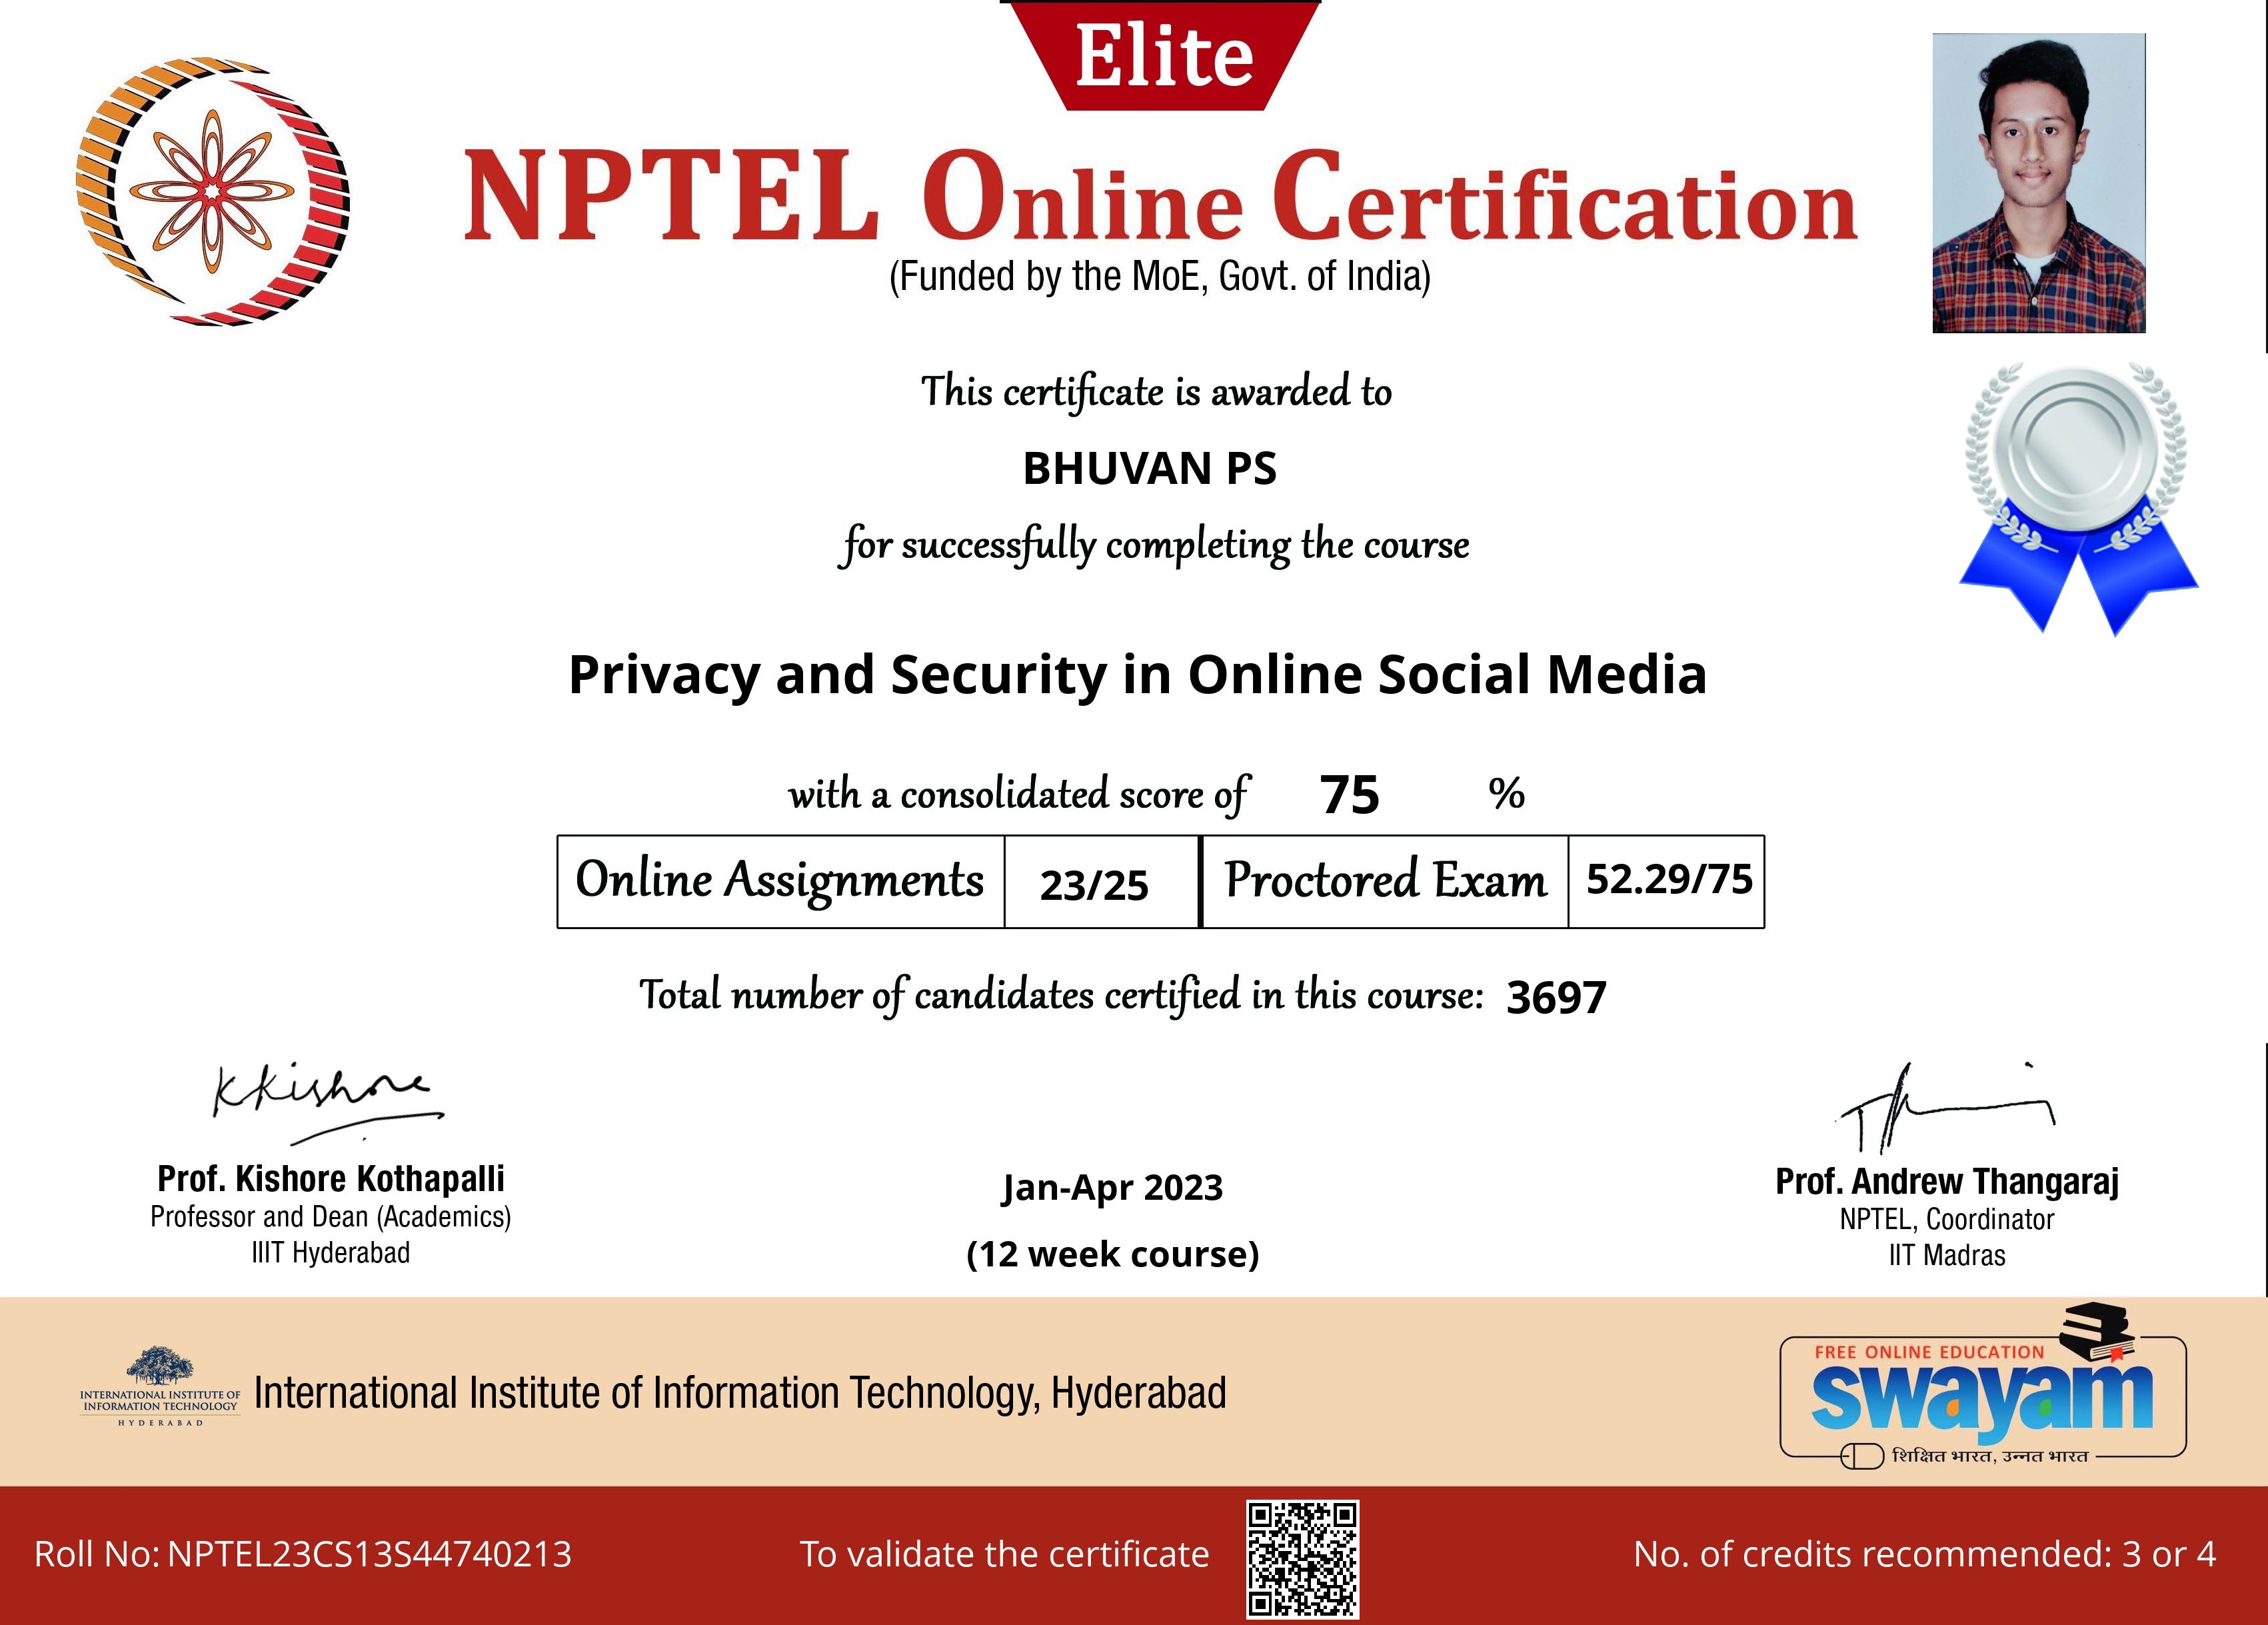 Elite
NPTEL Online Certification
(Funded by the MoE, Govt. of India)
This certificate is awarded to
BHUVAN PS
for successfully completing the course
Privacy and Security in Online Social Media
with a consolidated score of 75 %
Online Assignments 23/25 Proctored Exam 52.29/75
Total number of candidates certified in this course: 3697
KKishore
Prof. Kishore Kothapalli
Professor and Dean (Academics)
IIIT Hyderabad
Jan-Apr 2023
(12 week course)
Prof. Andrew Thangaraj
NPTEL, Coordinator
IIT Madras
INTERNATIONAL INSTITUTE OF
INFORMATION TECHNOLOGY
HYDERABAD
International Institute of Information Technology, Hyderabad
FREE ONLINE EDUCATION
swayam
शिक्षित भारत, उन्नत भारत
Roll No: NPTEL23CS13S44740213
To validate the certificate
No. of credits recommended: 3 or 4